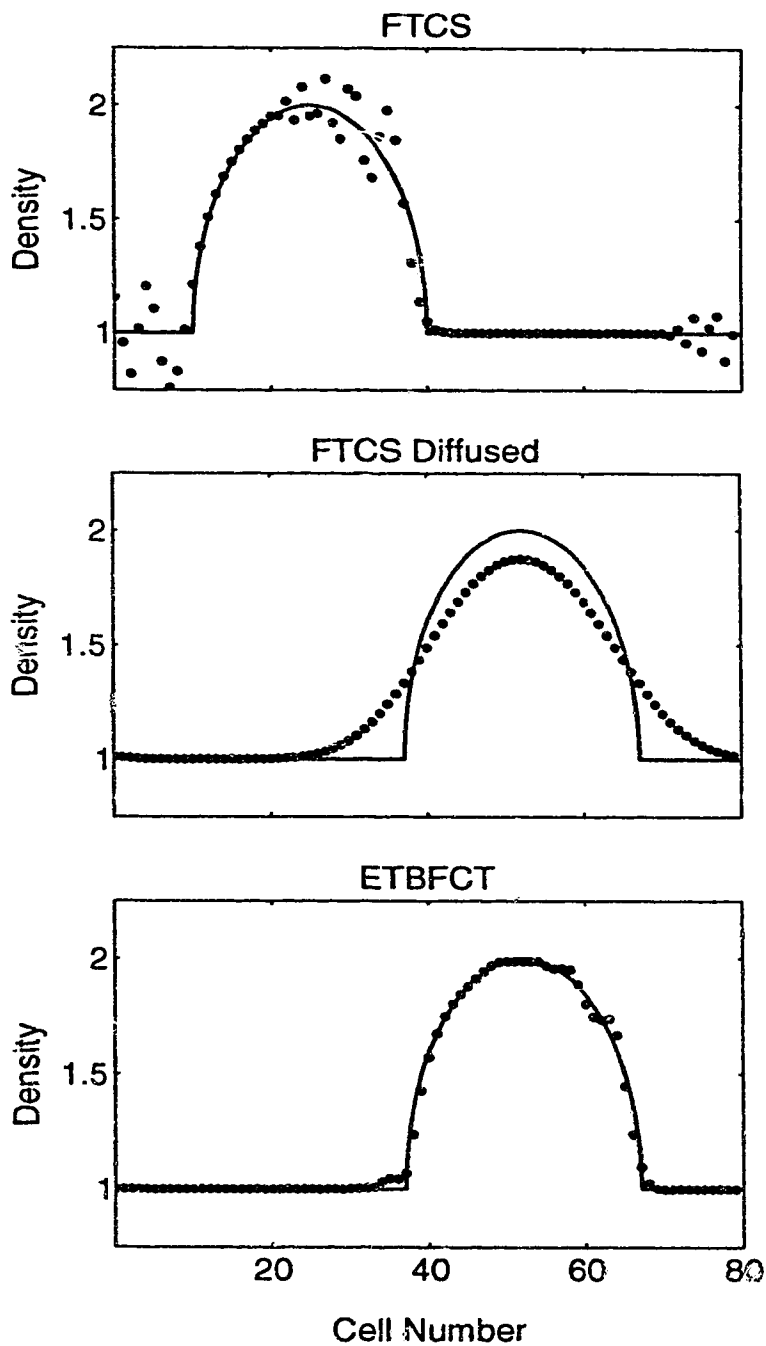 FTCS
2
1.5
1
Density
FTCS Diffused
2
1.5
1
Density
ETBFCT
2
1.5
1
Density
20 40 60 80
Cell Number